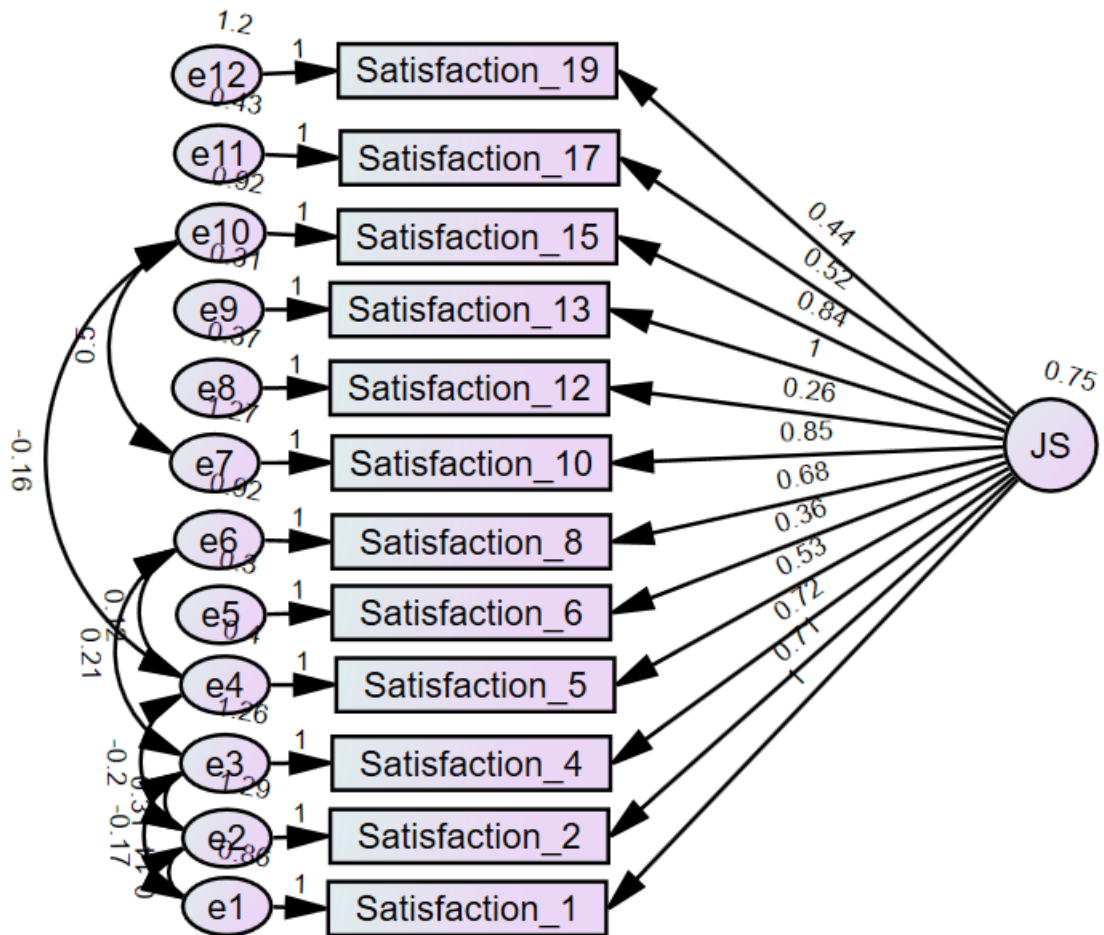 1.2
e12 1 Satisfaction_19
0.43
e11 1 Satisfaction_17
0.92
e10 1 Satisfaction_15
0.31
e9 1 Satisfaction_13
0.37
e8 1 Satisfaction_12
1.27
e7 1 Satisfaction_10
0.92
e6 1 Satisfaction_8
0.3
e5 1 Satisfaction_6
0.4
e4 1 Satisfaction_5
1.26
e3 1 Satisfaction_4
1.29
e2 1 Satisfaction_2
0.86
e1 1 Satisfaction_1
0.44
0.52
0.84
1
0.26
0.85
0.68
0.36
0.53
0.72
0.71
1
0.75
JS
0.5
-0.16
0.12
0.21
-0.2
-0.17